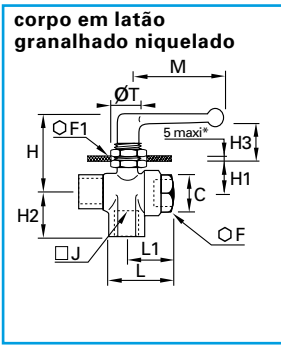 corpo em latão
granalhado niquelado
M
ØT
5 maxi*
⬡F1
H
H3
H1
H2
C
□J
L1
L
⬡F